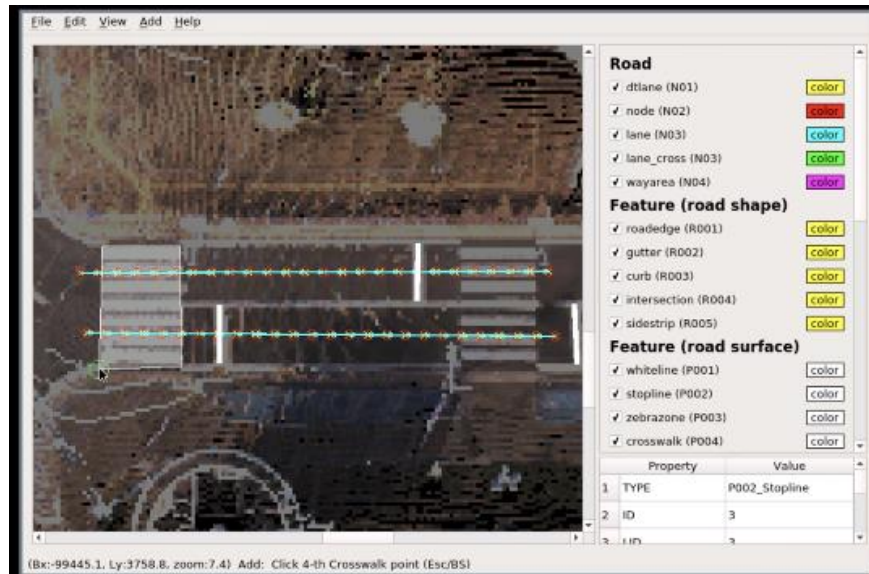 File Edit View Add Help
Road
dtlane (N01) color
node (N02) color
lane (N03) color
lane_cross (N03) color
wayarea (N04) color
Feature (road shape)
roadedge (R001) color
gutter (R002) color
curb (R003) color
intersection (R004) color
sidestrip (R005) color
Feature (road surface)
whiteline (P001) color
stopline (P002) color
zebrazone (P003) color
crosswalk (P004) color
Property Value
1 TYPE P002_Stopline
2 ID 3
3 LID 3
(Bx:-99445.1, Ly:3758.8, zoom:7.4) Add: Click 4-th Crosswalk point (Esc/BS)